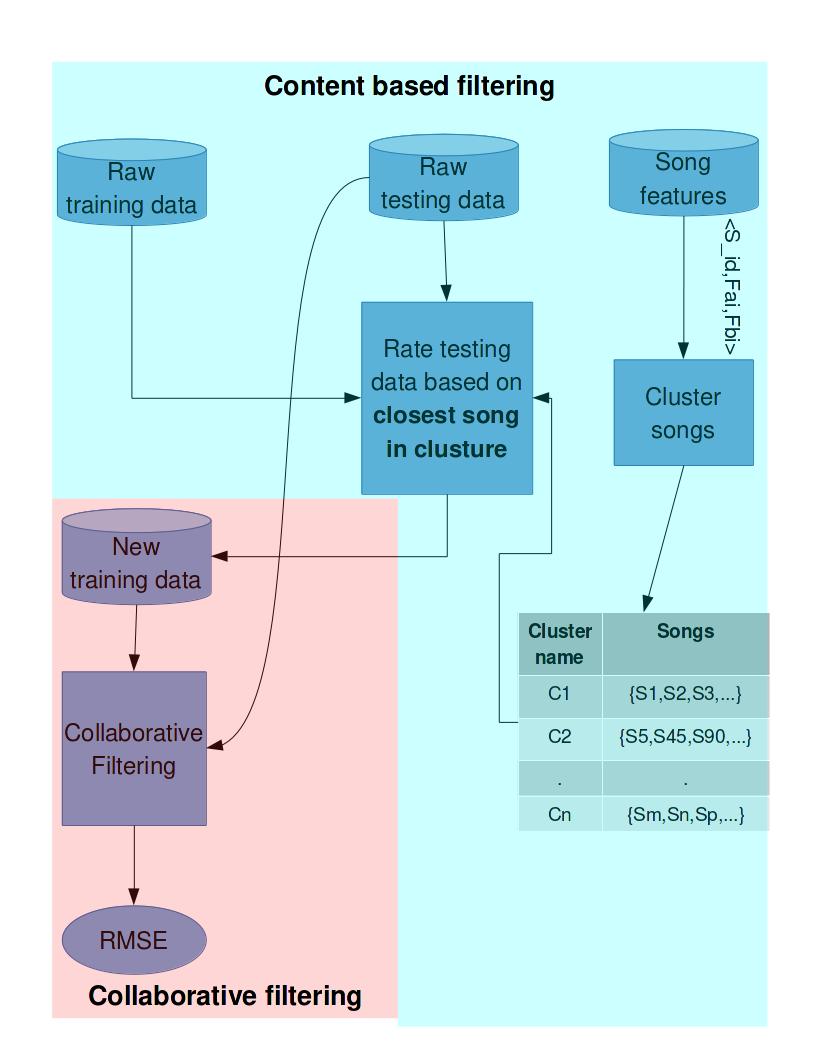 Content based filtering
Raw
training data
Raw
testing data
Song
features
<S_id,Fai,Fbi>
Rate testing
data based on
closest song
in clusture
Cluster
songs
New
training data
Cluster
name
Songs
C1
{S1,S2,S3,...}
C2
{S5,S45,S90,...}
.
.
Cn
{Sm,Sn,Sp,...}
Collaborative
Filtering
RMSE
Collaborative filtering